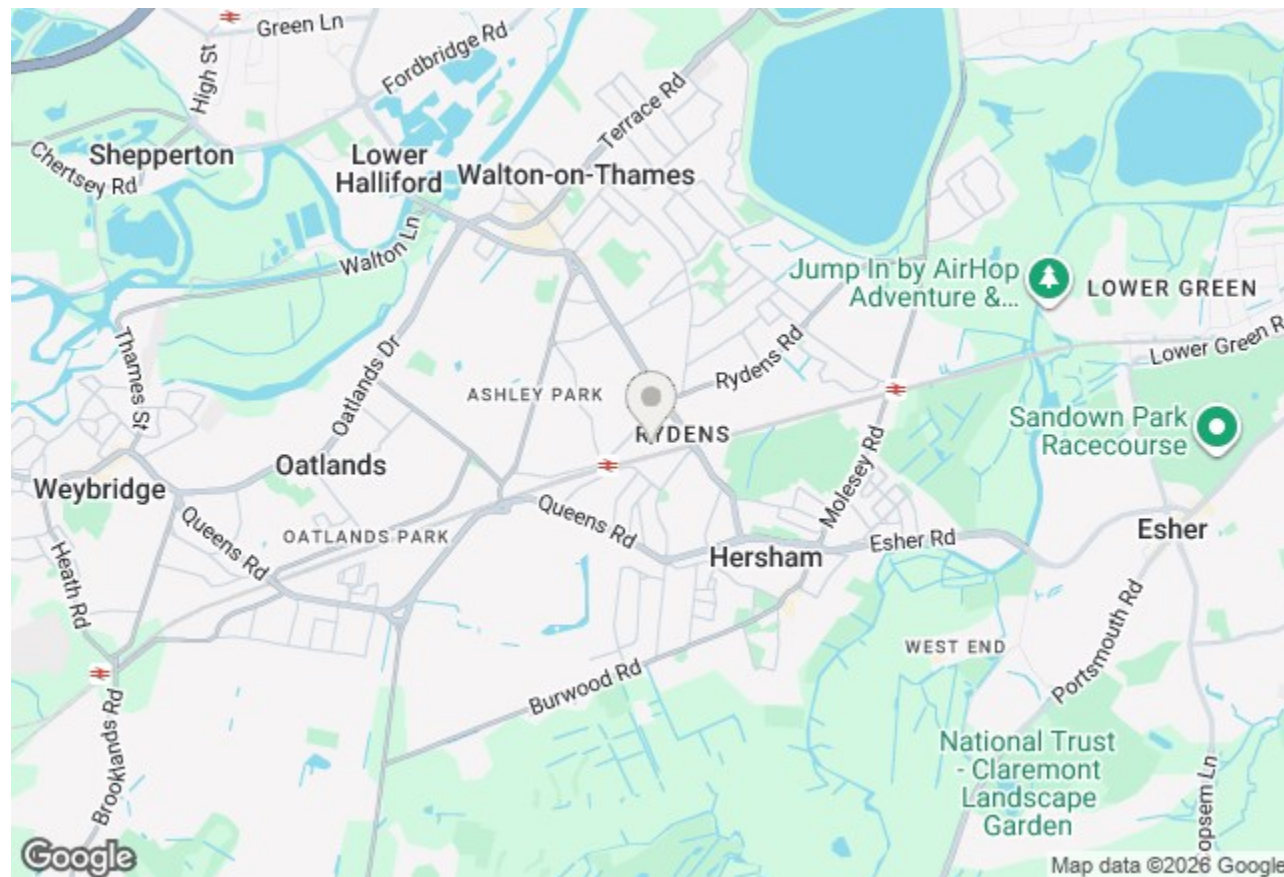 Green Ln
Fordbridge Rd
High St
Terrace Rd
Chertsey Rd
Shepperton
Lower
Halliford
Walton-on-Thames
Walton Ln
Jump In by AirHop
Adventure &...
LOWER GREEN
Thames St
Oatlands Dr
Rydens Rd
Lower Green R
ASHLEY PARK
RYDENS
Sandown Park
Racecourse
Oatlands
Weybridge
Molesey Rd
Queens Rd
Queens Rd
OATLANDS PARK
Hersham
Esher Rd
Esher
Heath Rd
WEST END
Portsmouth Rd
Burwood Rd
Brooklands Rd
National Trust
- Claremont
Landscape
Garden
opsem Ln
Google
Map data ©2026 Google